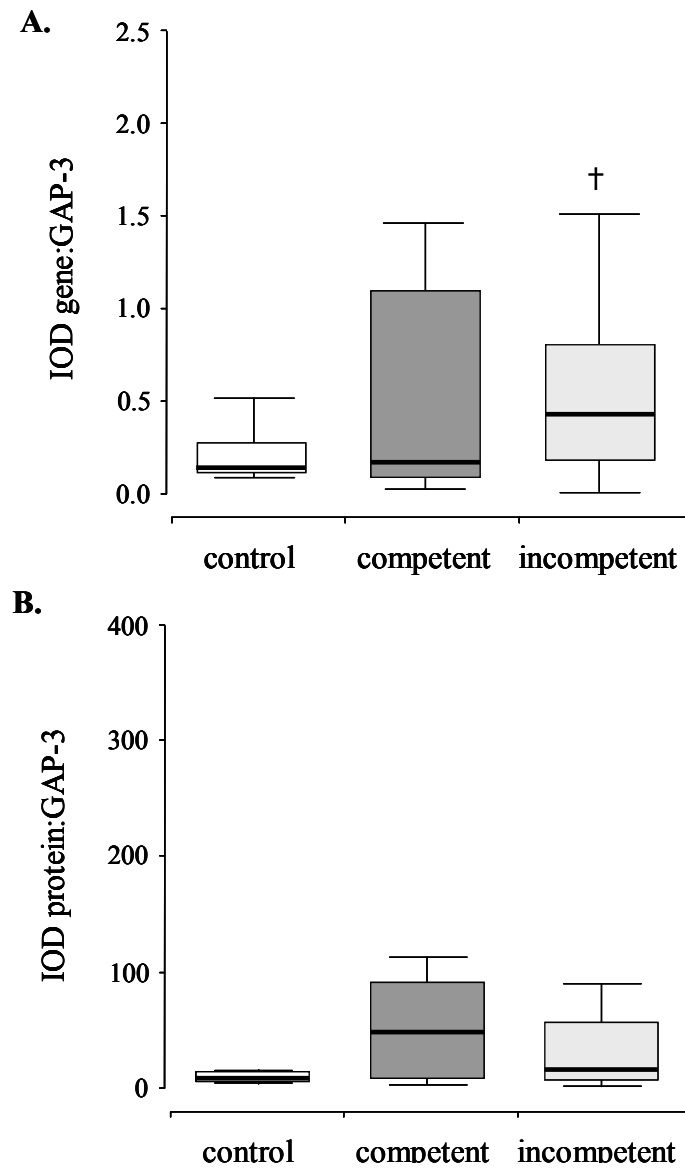 A.
2.5
2.0
1.5
1.0
0.5
0.0
IOD gene:GAP-3
†
control competent incompetent
B.
400
300
200
100
0
IOD protein:GAP-3
control competent incompetent